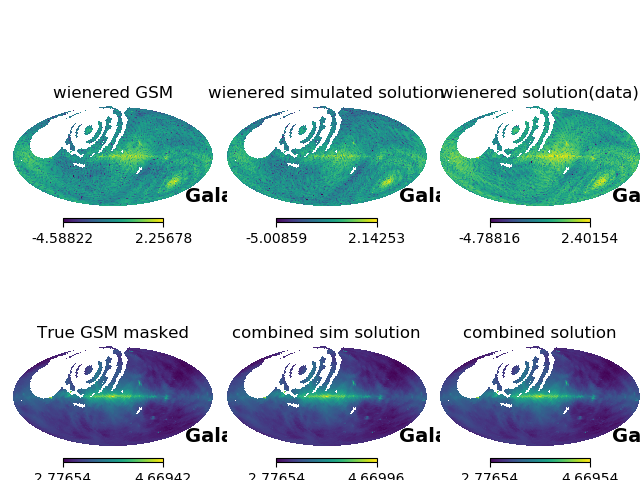 wienered GSM
wienered simulated solution
wienered solution(data)
Gala
Gala
Ga
-4.58822 2.25678
-5.00859 2.14253
-4.78816 2.40154
True GSM masked
combined sim solution
combined solution
Gala
Gala
Ga
2.77654 4.66942
2.77654 4.66996
2.77654 4.66954